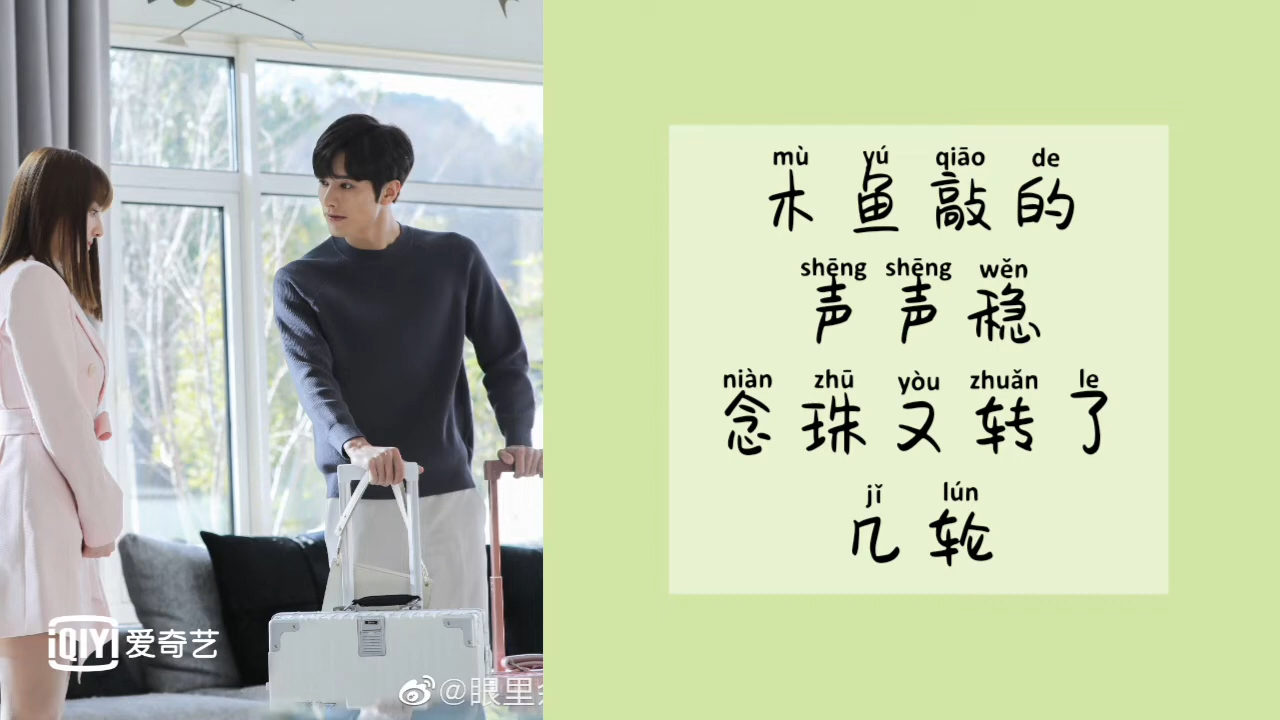 mù yú qiāo de
木鱼敲的
shēng shēng wěn
声声稳
niàn zhū yòu zhuǎn le
念珠又转了
jǐ lún
几轮
iQIYI 爱奇艺
@眼里